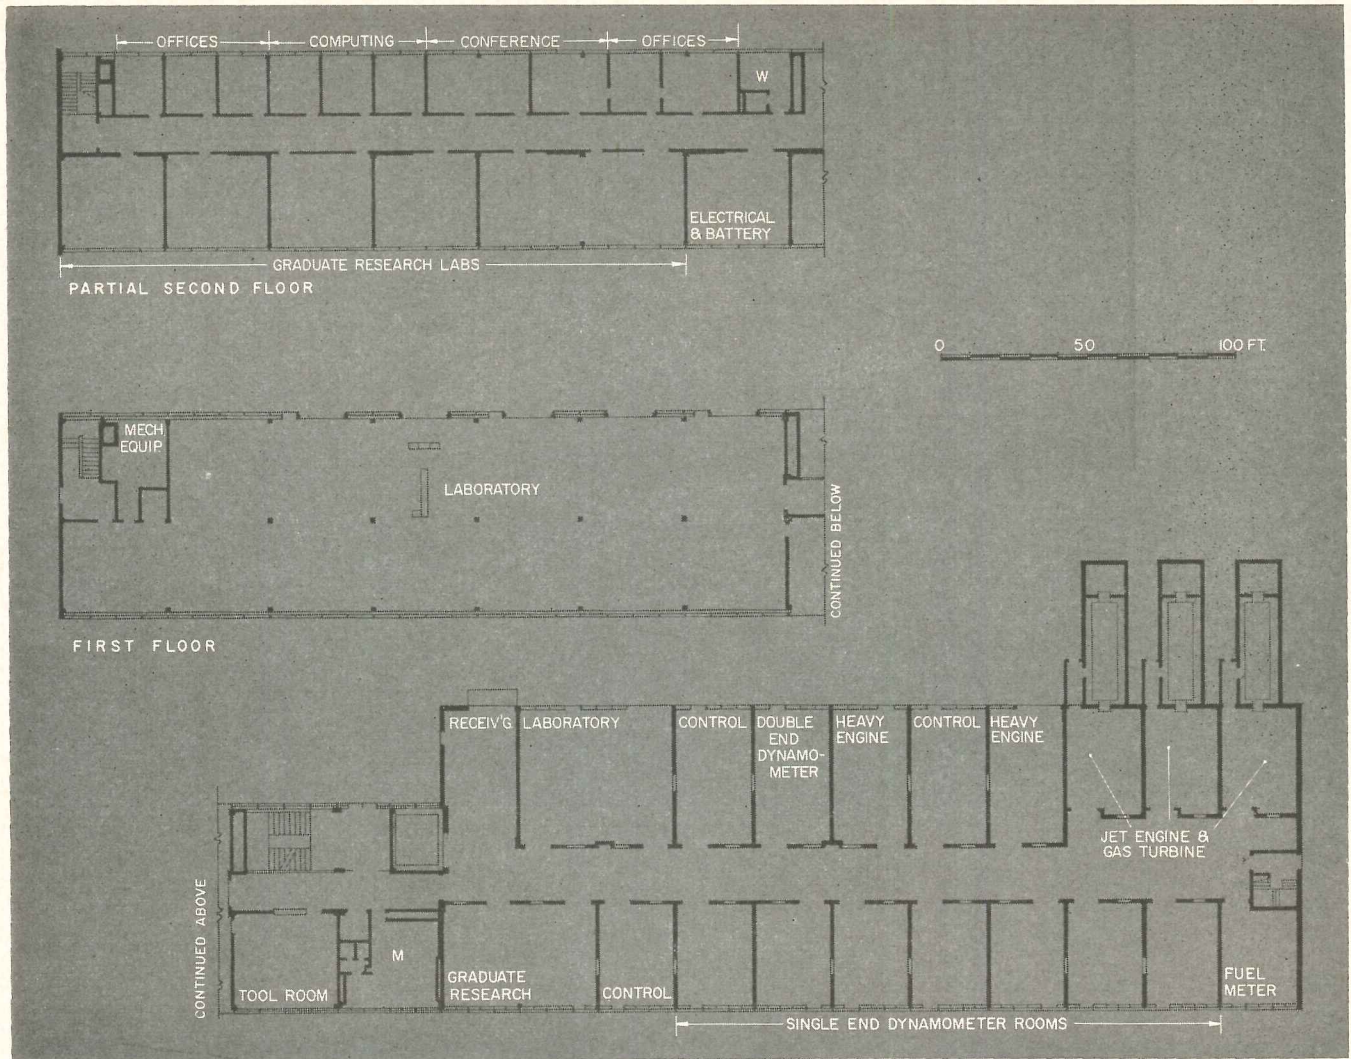 OFFICES
COMPUTING
CONFERENCE
OFFICES
W
ELECTRICAL
& BATTERY
GRADUATE RESEARCH LABS
PARTIAL SECOND FLOOR
0 50 100 FT.
MECH
EQUIP
LABORATORY
CONTINUED BELOW
FIRST FLOOR
RECEIV'G
LABORATORY
CONTROL
DOUBLE
END
DYNAMO-
METER
HEAVY
ENGINE
CONTROL
HEAVY
ENGINE
JET ENGINE &
GAS TURBINE
CONTINUED ABOVE
TOOL ROOM
M
GRADUATE
RESEARCH
CONTROL
FUEL
METER
SINGLE END DYNAMOMETER ROOMS